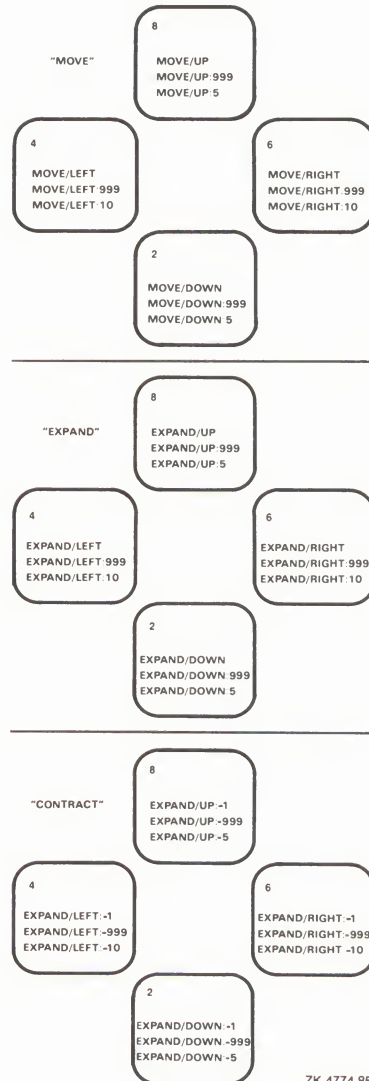 8
"MOVE"
MOVE/UP
MOVE/UP:999
MOVE/UP:5
4
MOVE/LEFT
MOVE/LEFT:999
MOVE/LEFT:10
6
MOVE/RIGHT
MOVE/RIGHT:999
MOVE/RIGHT:10
2
MOVE/DOWN
MOVE/DOWN:999
MOVE/DOWN:5
8
"EXPAND"
EXPAND/UP
EXPAND/UP:999
EXPAND/UP:5
4
EXPAND/LEFT
EXPAND/LEFT:999
EXPAND/LEFT:10
6
EXPAND/RIGHT
EXPAND/RIGHT:999
EXPAND/RIGHT:10
2
EXPAND/DOWN
EXPAND/DOWN:999
EXPAND/DOWN:5
8
"CONTRACT"
EXPAND/UP:-1
EXPAND/UP:-999
EXPAND/UP:-5
4
EXPAND/LEFT:-1
EXPAND/LEFT:-999
EXPAND/LEFT:-10
6
EXPAND/RIGHT:-1
EXPAND/RIGHT:-999
EXPAND/RIGHT -10
2
EXPAND/DOWN:-1
EXPAND/DOWN:-999
EXPAND/DOWN:-5